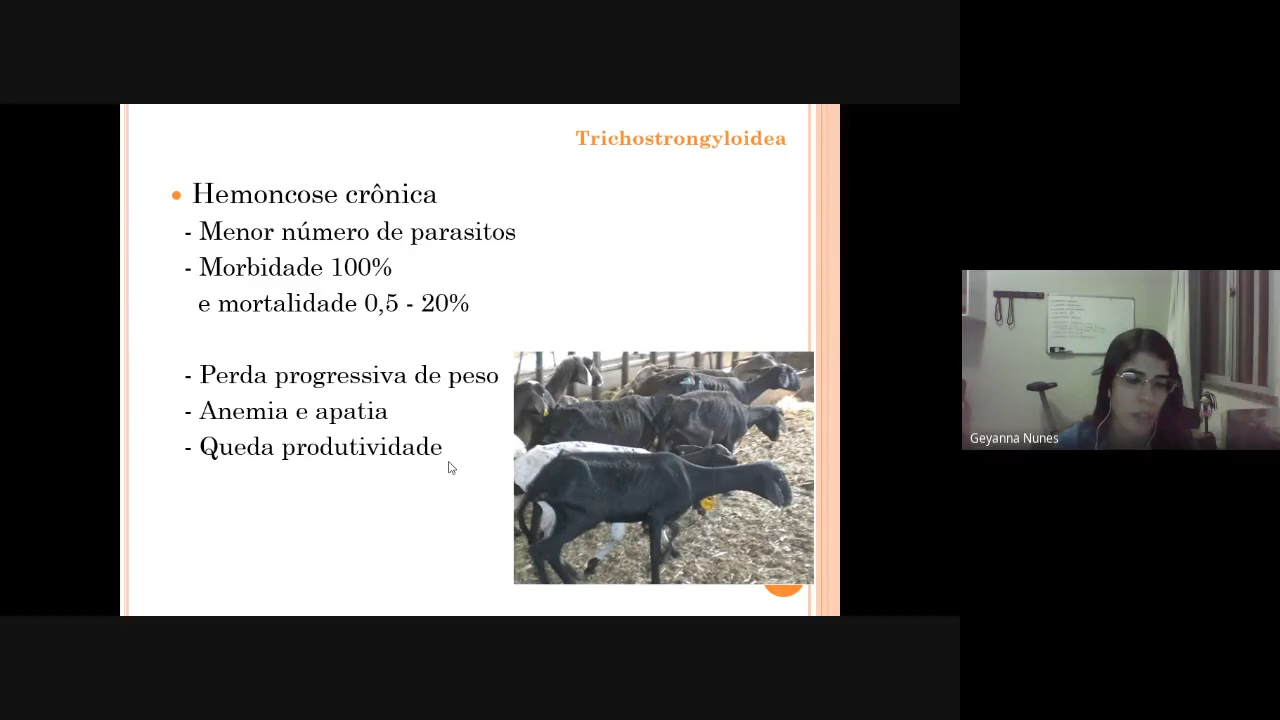 Trichostrongyloidea
Hemoncose crônica
- Menor número de parasitos
- Morbidade 100%
e mortalidade 0,5 - 20%
- Perda progressiva de peso
- Anemia e apatia
- Queda produtividade
Geyanna Nunes